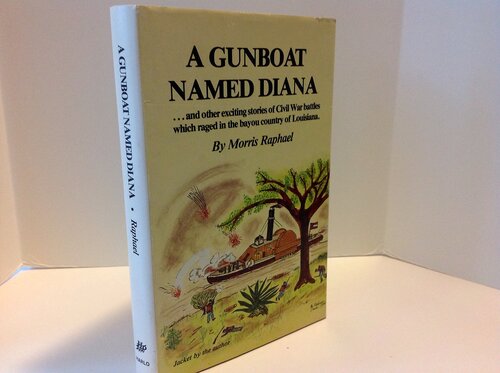 A GUNBOAT
NAMED DIANA
...and other exciting stories of Civil War battles
which raged in the bayou country of Louisiana.
By Morris Raphael
Jacket by the author
A GUNBOAT NAMED DIANA • Raphael
PABLO